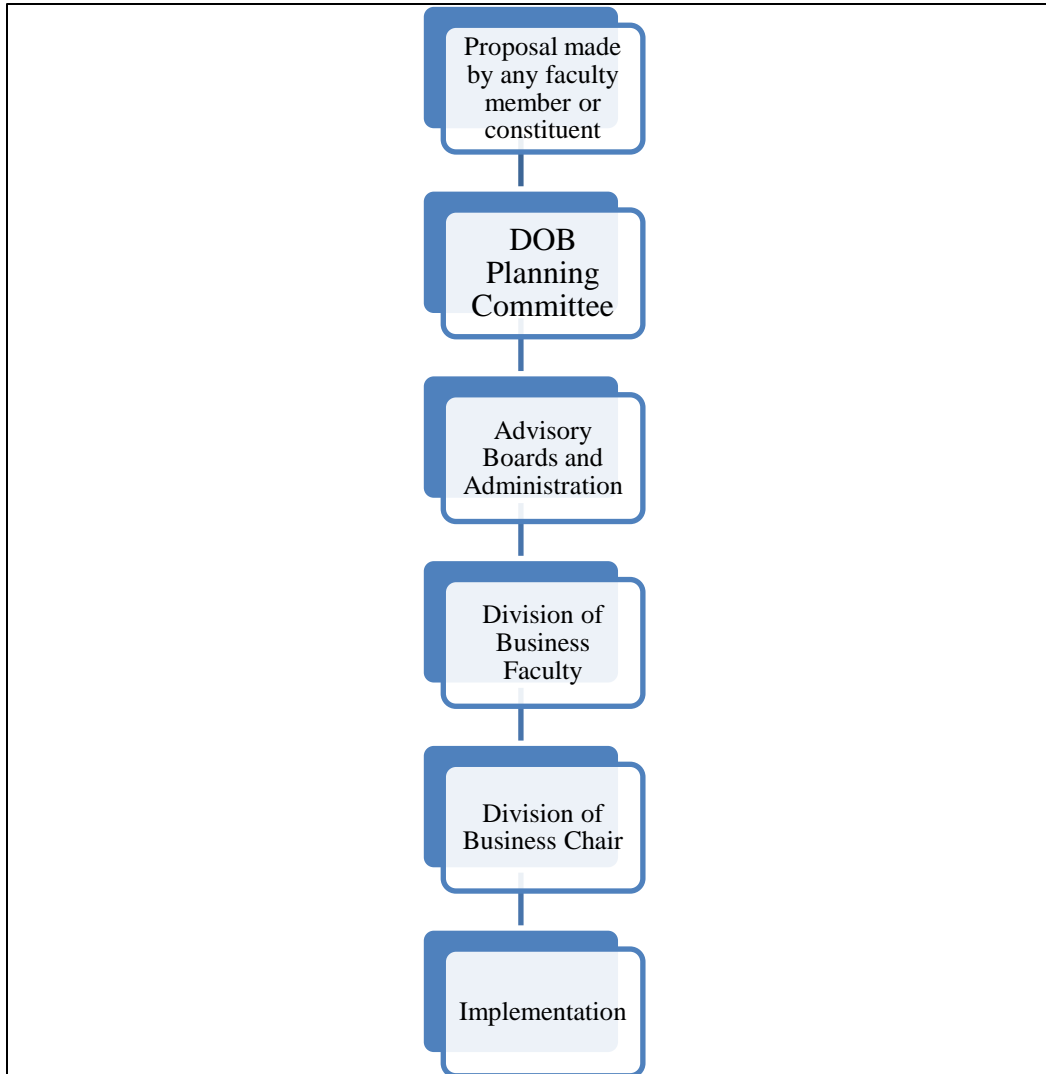 Proposal made
by any faculty
member or
constituent
DOB
Planning
Committee
Advisory
Boards and
Administration
Division of
Business
Faculty
Division of
Business Chair
Implementation